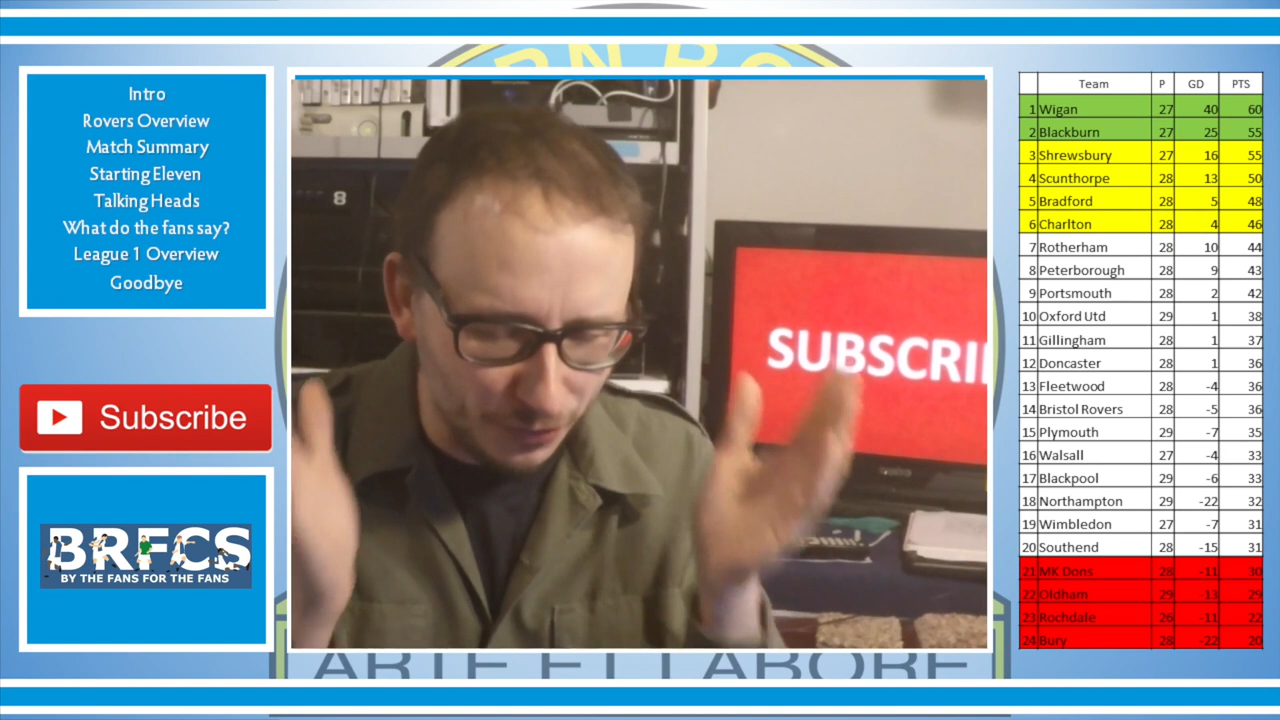 RN RO
Intro
Rovers Overview
Match Summary
Starting Eleven
Talking Heads
What do the fans say?
League 1 Overview
Goodbye
Subscribe
BRFCS
BY THE FANS FOR THE FANS
8
SUBSCRI
ARTE ET LABORE
Team P GD PTS
1 Wigan 27 40 60
2 Blackburn 27 25 55
3 Shrewsbury 27 16 55
4 Scunthorpe 28 13 50
5 Bradford 28 5 48
6 Charlton 28 4 46
7 Rotherham 28 10 44
8 Peterborough 28 9 43
9 Portsmouth 28 2 42
10 Oxford Utd 29 1 38
11 Gillingham 28 1 37
12 Doncaster 28 1 36
13 Fleetwood 28 -4 36
14 Bristol Rovers 28 -5 36
15 Plymouth 29 -7 35
16 Walsall 27 -4 33
17 Blackpool 29 -6 33
18 Northampton 29 -22 32
19 Wimbledon 27 -7 31
20 Southend 28 -15 31
21 MK Dons 28 -11 30
22 Oldham 29 -13 29
23 Rochdale 26 -11 22
24 Bury 28 -22 20